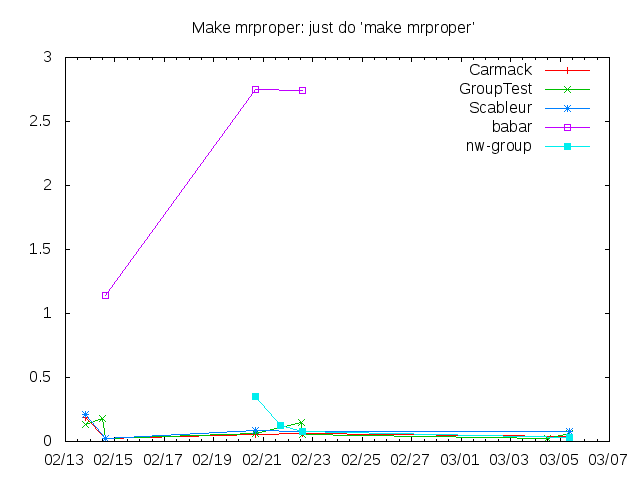 Make mrproper: just do 'make mrproper'
3
2.5
2
1.5
1
0.5
0
Carmack
GroupTest
Scableur
babar
nw-group
02/13 02/15 02/17 02/19 02/21 02/23 02/25 02/27 03/01 03/03 03/05 03/07